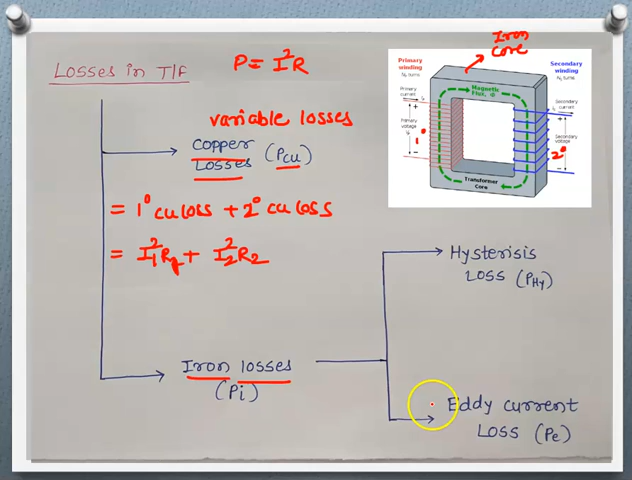 Losses in T/F
P = I²R
variable losses
copper
Losses (Pcu)
= 1° cu loss + 2° cu loss
= I₁²R₁ + I₂²R₂
Iron losses
(Pi)
Hysterisis
Loss (PHy)
Eddy current
Loss (Pe)
Iron
core
Primary
winding
Secondary
winding
Magnetic
Flux, Φ
Primary
current
Secondary
current
Primary
voltage
Secondary
voltage
1°
2°
+
−
+
−
Transformer
Core